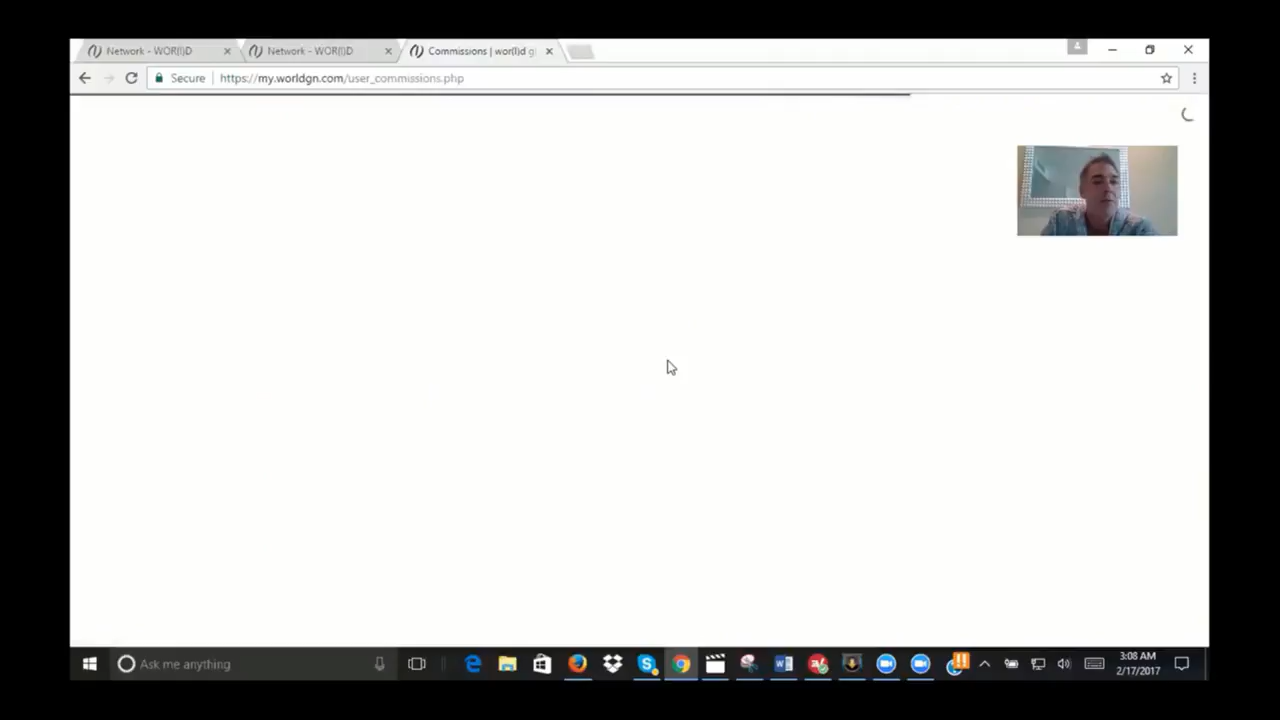 Network - WOR(I)D
Network - WOR(I)D
Commissions | wor(l)d g
Secure
https://my.worldgn.com/user_commissions.php
Ask me anything
3:08 AM
2/17/2017